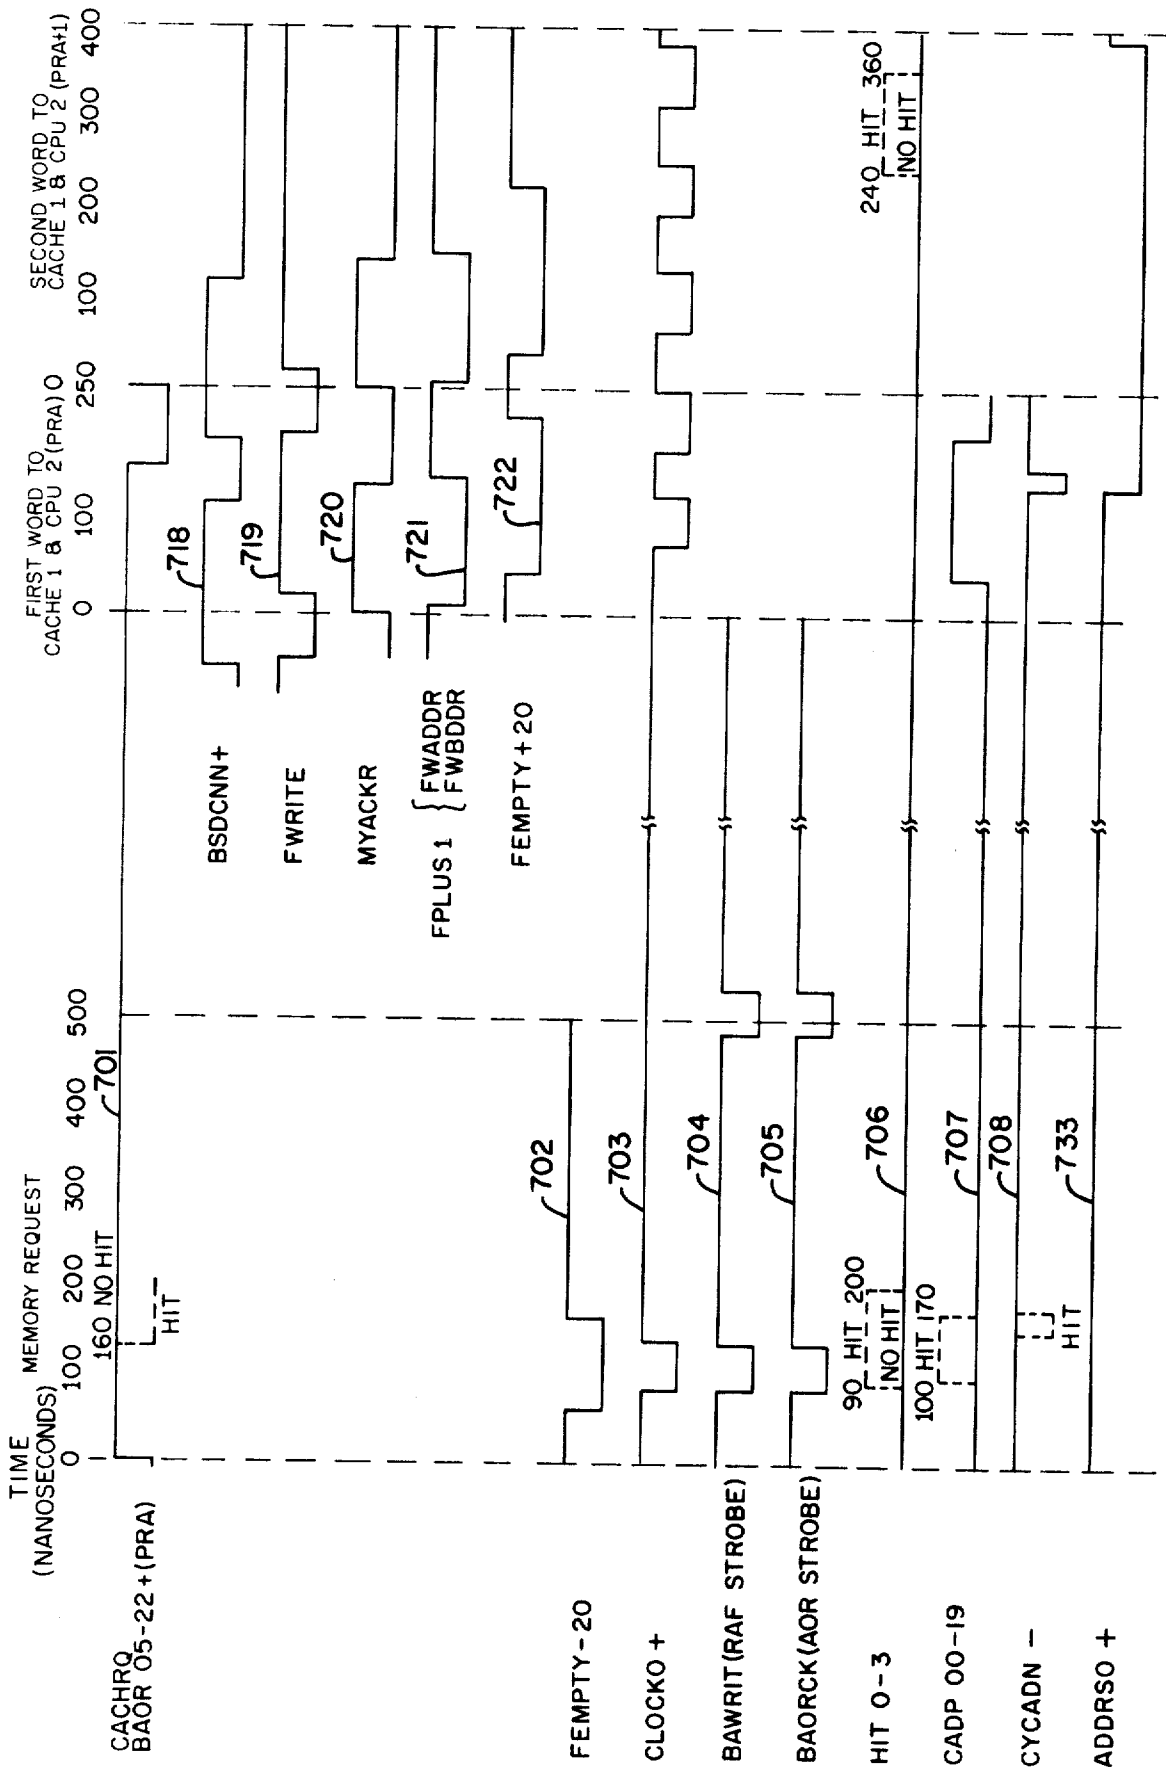 TIME
(NANOSECONDS)
MEMORY REQUEST
0 100 200 300 400 500
FIRST WORD TO
CACHE 1 & CPU 2 (PRA)
0 100 250
SECOND WORD TO
CACHE 1 & CPU 2 (PRA+1)
0 100 200 300 400
CACHRQ
BAOR 05-22+(PRA)
160 NO HIT
HIT
701
BSDCNN+
718
FWRITE
719
MYACKR
720
FPLUS 1 { FWADDR
{ FWBDDR
721
FEMPTY+20
722
FEMPTY-20
702
CLOCKO +
703
BAWRIT(RAF STROBE)
704
BAORCK(AOR STROBE)
705
HIT 0-3
90 HIT 200
NO HIT
706
240 HIT 360
NO HIT
CADP 00-19
100 HIT 170
707
CYCADN -
HIT
708
ADDRSO +
733